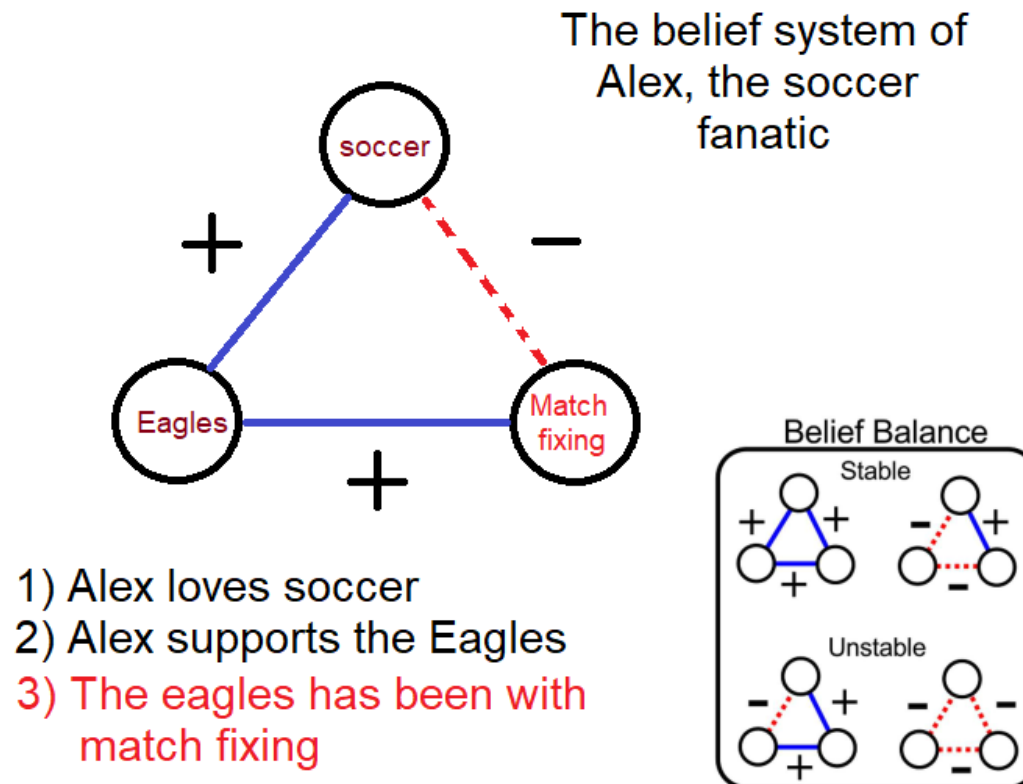 The belief system of
Alex, the soccer
fanatic
soccer
+
−
Eagles
Match
fixing
+
1) Alex loves soccer
2) Alex supports the Eagles
3) The eagles has been with
match fixing
Belief Balance
Stable
+ + - +
+ -
Unstable
- + - -
+ -